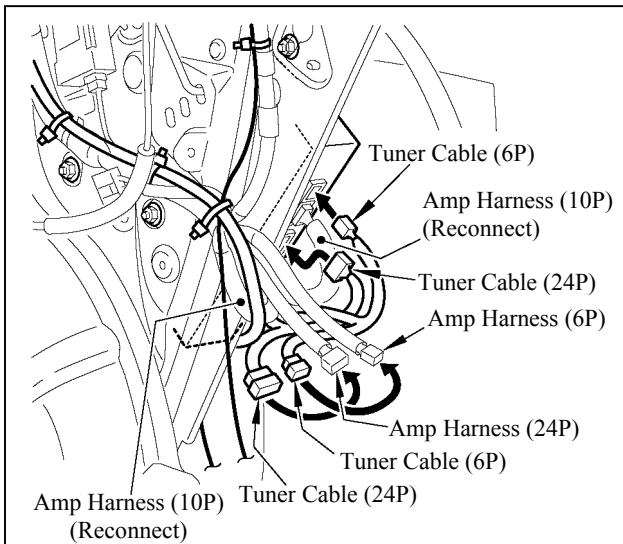 Tuner Cable (6P)
Amp Harness (10P)
(Reconnect)
Tuner Cable (24P)
Amp Harness (6P)
Amp Harness (24P)
Tuner Cable (6P)
Tuner Cable (24P)
Amp Harness (10P)
(Reconnect)